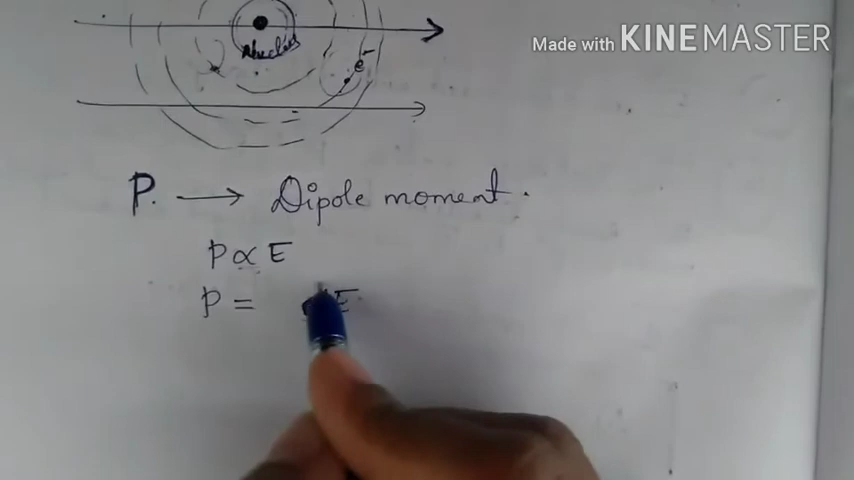 Made with KINEMASTER
Nucleus
e⁻
P. → Dipole moment.
P ∝ E
P = E